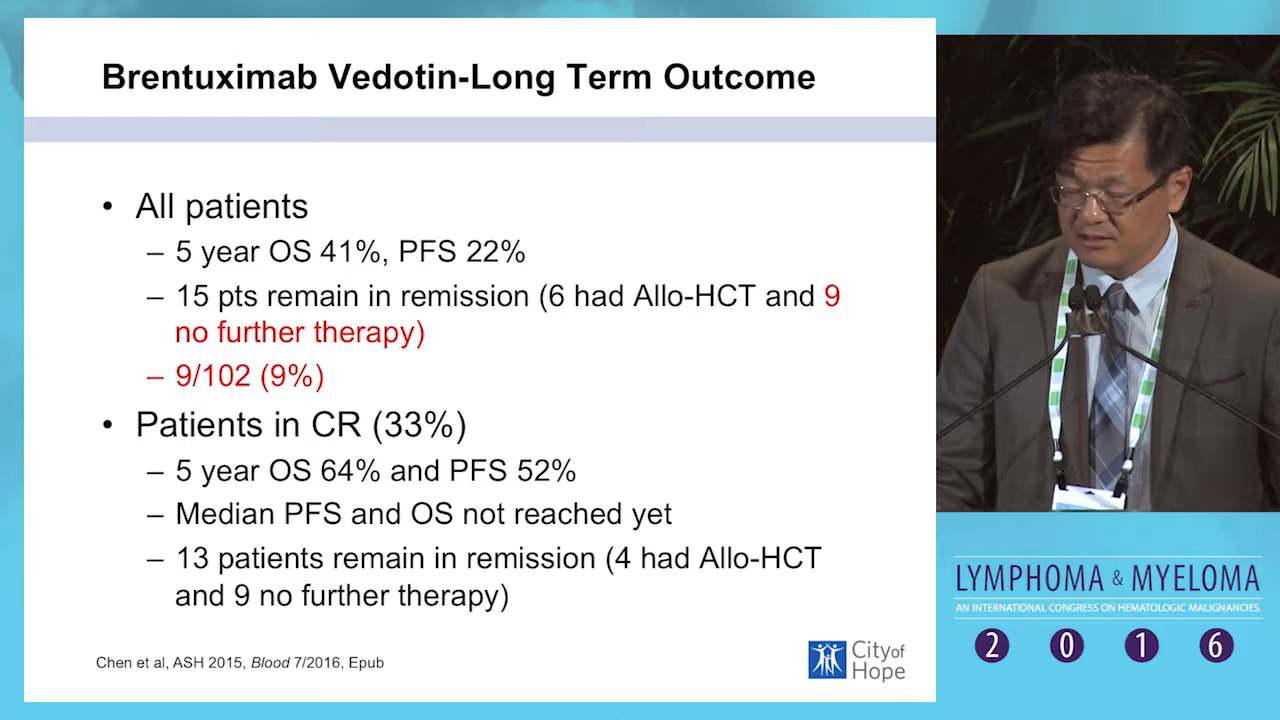 Brentuximab Vedotin-Long Term Outcome
• All patients
– 5 year OS 41%, PFS 22%
– 15 pts remain in remission (6 had Allo-HCT and 9
no further therapy)
– 9/102 (9%)
• Patients in CR (33%)
– 5 year OS 64% and PFS 52%
– Median PFS and OS not reached yet
– 13 patients remain in remission (4 had Allo-HCT
and 9 no further therapy)
Chen et al, ASH 2015, Blood 7/2016, Epub
City of
Hope
LYMPHOMA & MYELOMA
AN INTERNATIONAL CONGRESS ON HEMATOLOGIC MALIGNANCIES
2 0 1 6